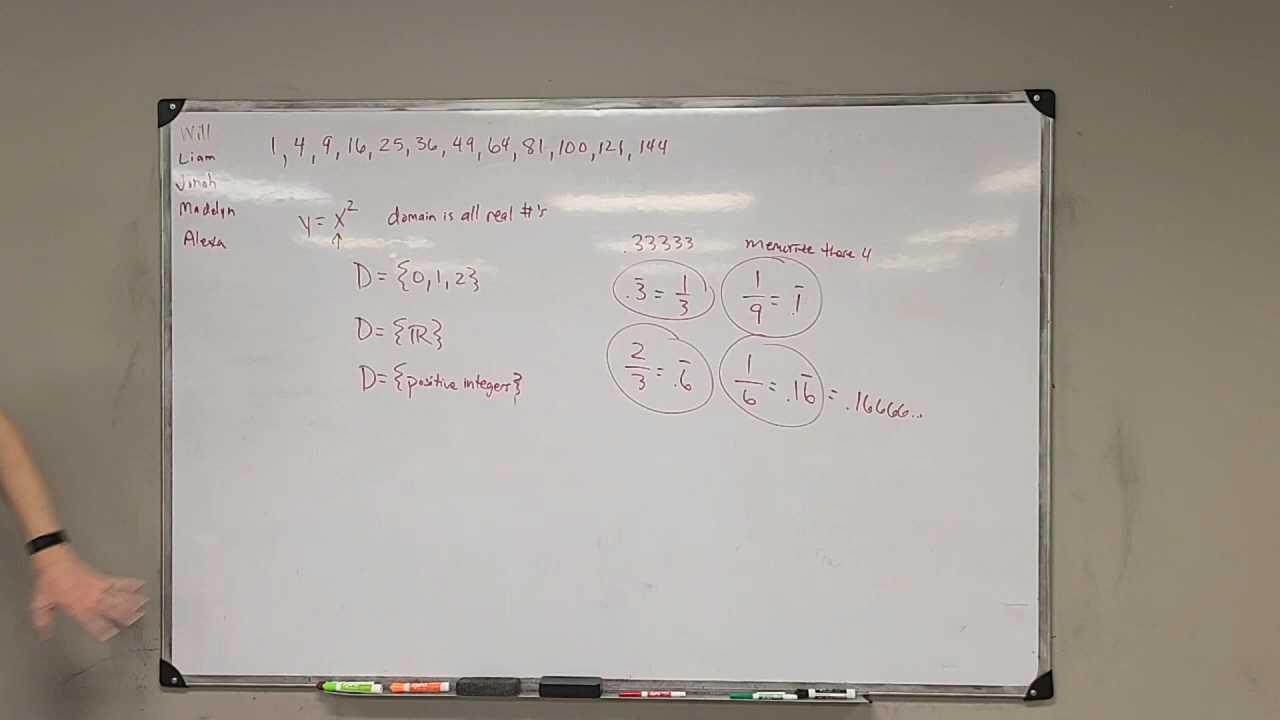 Will
Liam
Jonah
Madelyn
Alexa
1, 4, 9, 16, 25, 36, 49, 64, 81, 100, 121, 144
y = x² domain is all real #'s
↑
D = {0, 1, 2}
D = {ℝ}
D = {positive integers}
.33333 memorize those 4
.3̅ = 1/3
1/9 = .1̅
2/3 = .6̅
1/6 = .16̅ = .16666...